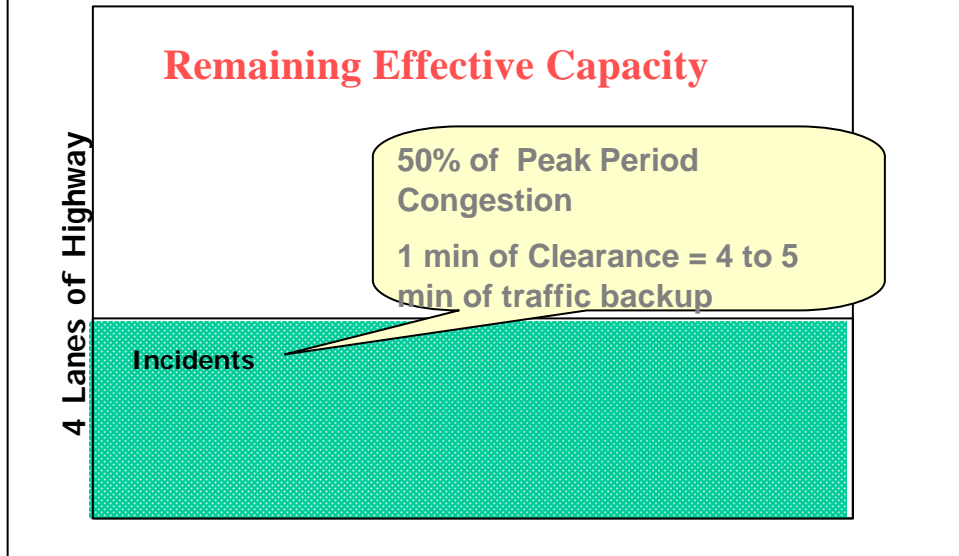 Remaining Effective Capacity
4 Lanes of Highway
50% of Peak Period
Congestion
1 min of Clearance = 4 to 5
min of traffic backup
Incidents